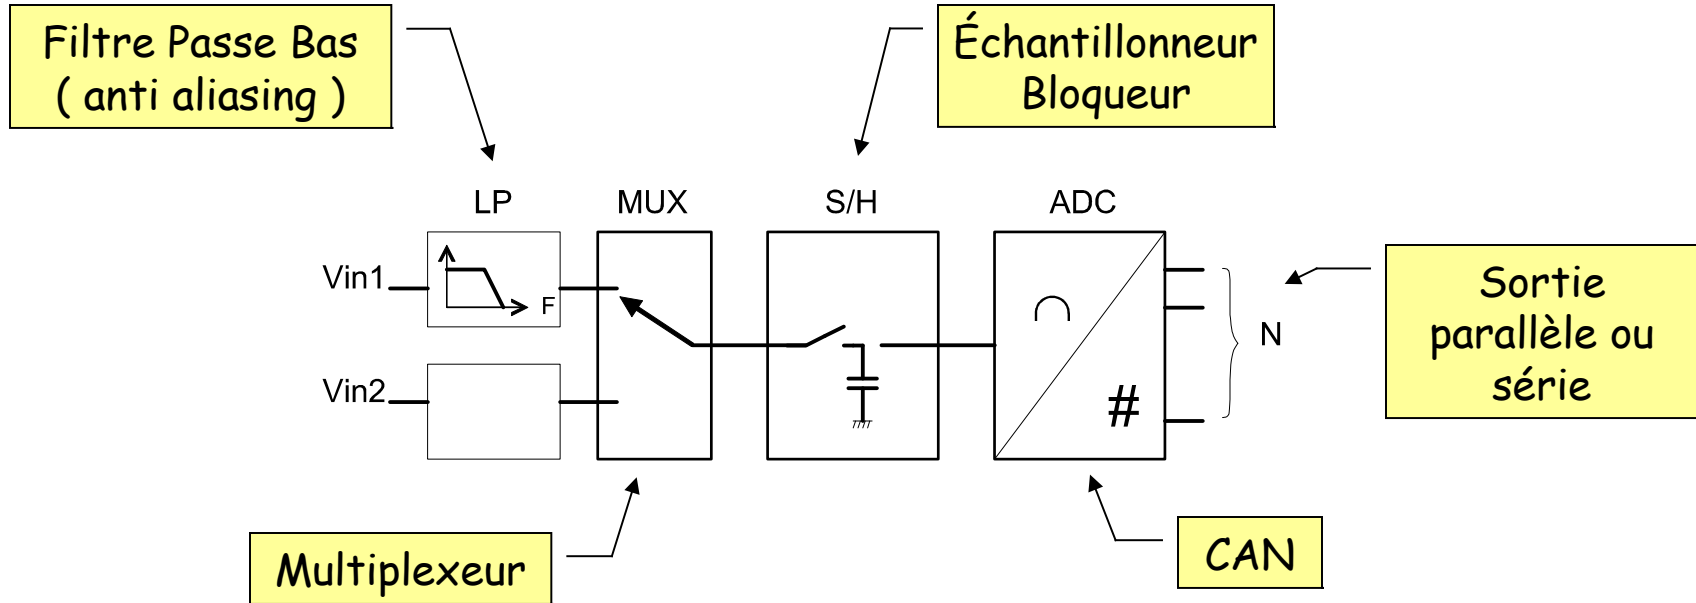 Filtre Passe Bas
( anti aliasing )
Échantillonneur
Bloqueur
LP
MUX
S/H
ADC
Vin1
F
Vin2
#
N
Sortie
parallèle ou
série
Multiplexeur
CAN